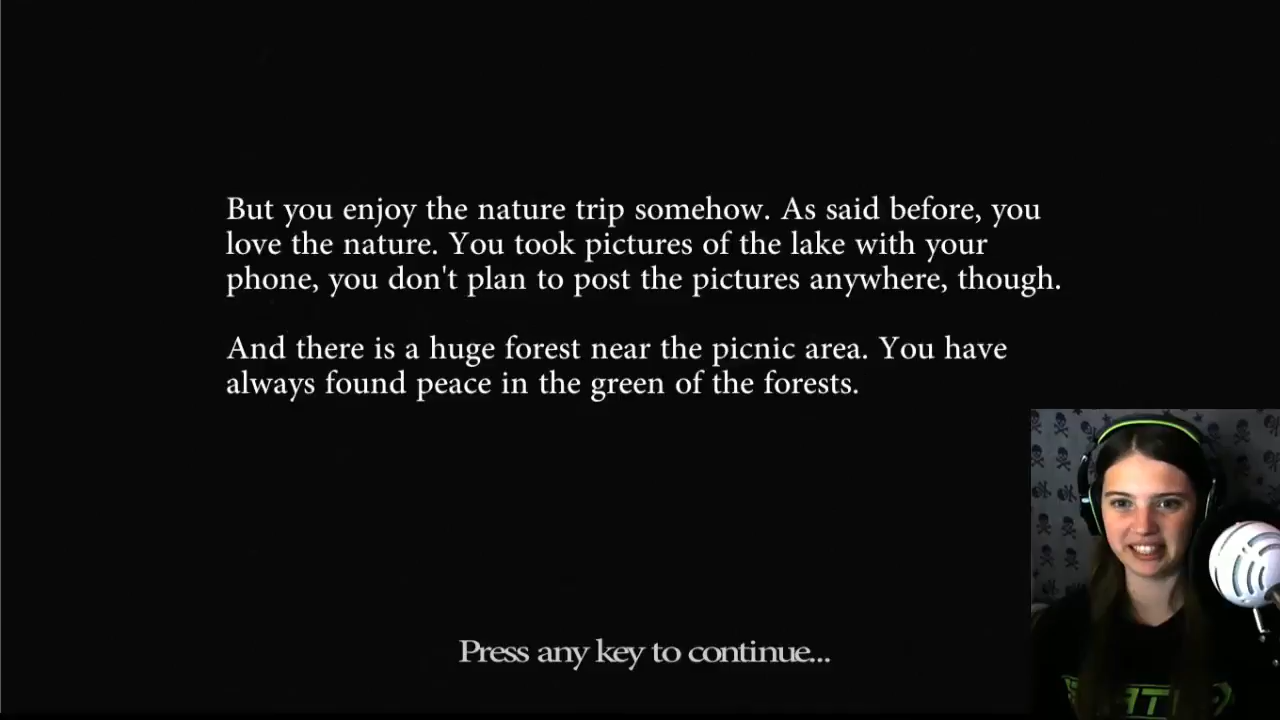 But you enjoy the nature trip somehow. As said before, you
love the nature. You took pictures of the lake with your
phone, you don't plan to post the pictures anywhere, though.
And there is a huge forest near the picnic area. You have
always found peace in the green of the forests.
Press any key to continue...